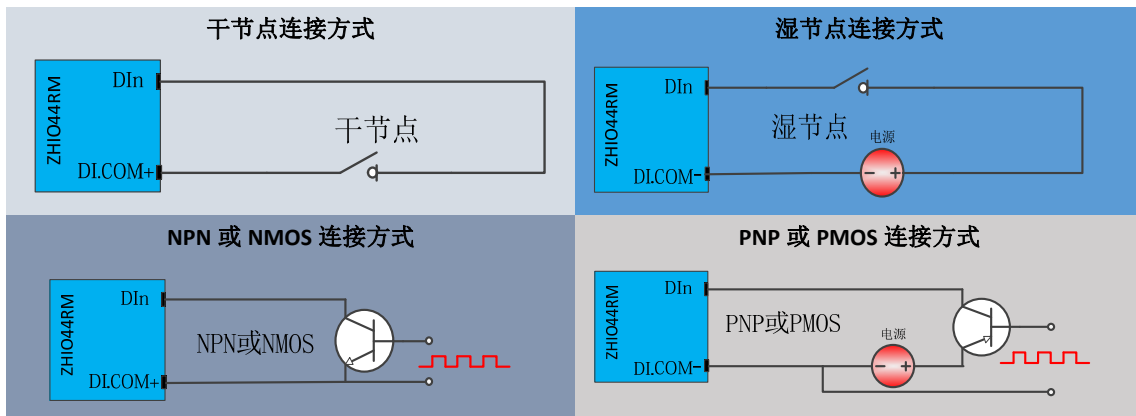 干节点连接方式
ZHIO44RM
DIn
干节点
DI.COM+
湿节点连接方式
ZHIO44RM
DIn
湿节点
电源
DI.COM-
- +
NPN 或 NMOS 连接方式
ZHIO44RM
DIn
NPN或NMOS
DI.COM+
PNP 或 PMOS 连接方式
ZHIO44RM
DIn
PNP或PMOS
电源
DI.COM-
- +